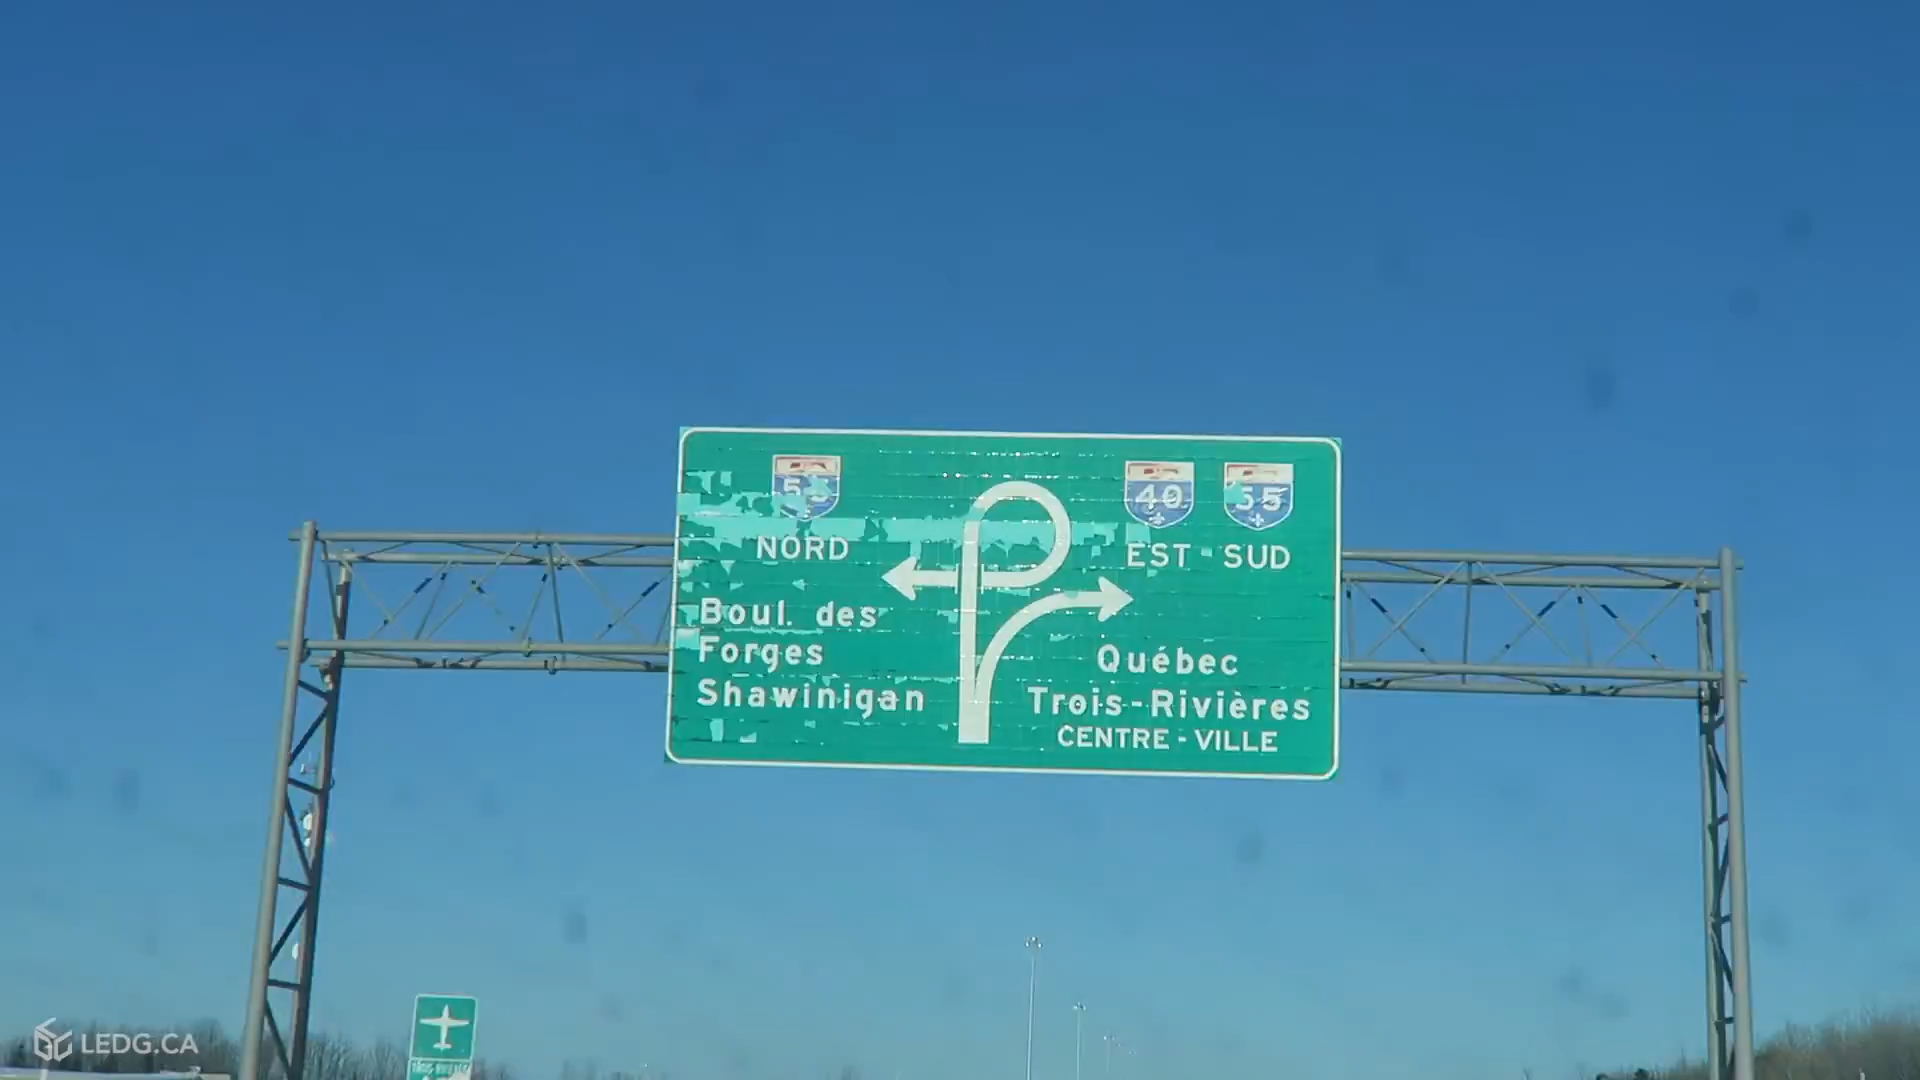 55
NORD
Boul. des
Forges
Shawinigan
40 55
EST SUD
Québec
Trois-Rivières
CENTRE-VILLE
LEDG.CA